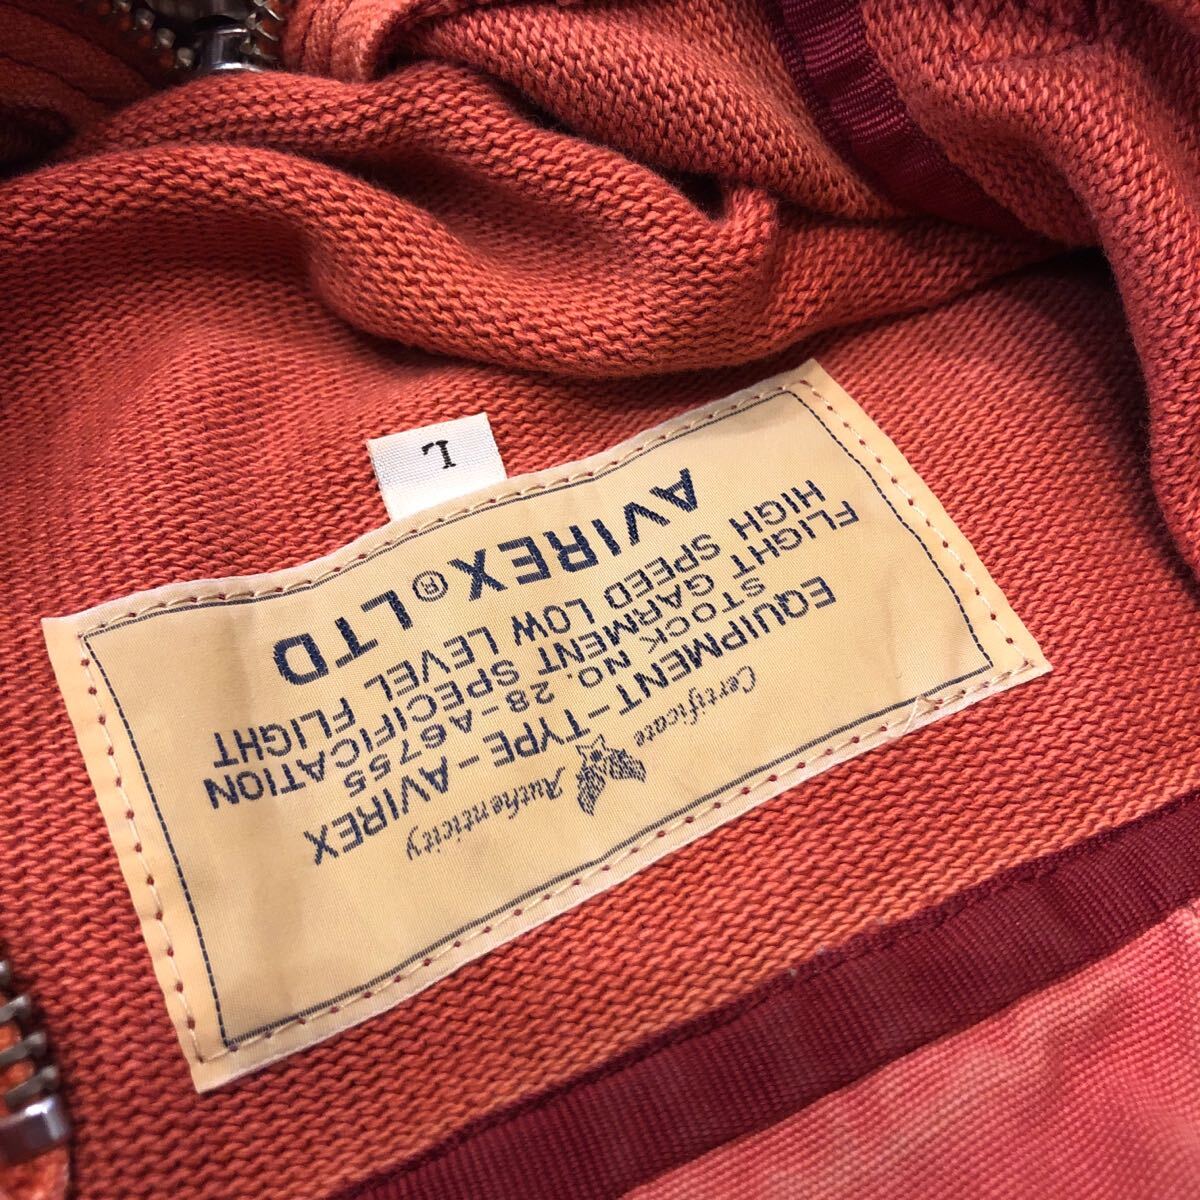 Certificate Authenticity
EQUIPMENT-TYPE-AVIREX
STOCK NO. 28-A6755
FLIGHT GARMENT SPECIFICATION
HIGH SPEED LOW LEVEL FLIGHT
AVIREX® LTD
L